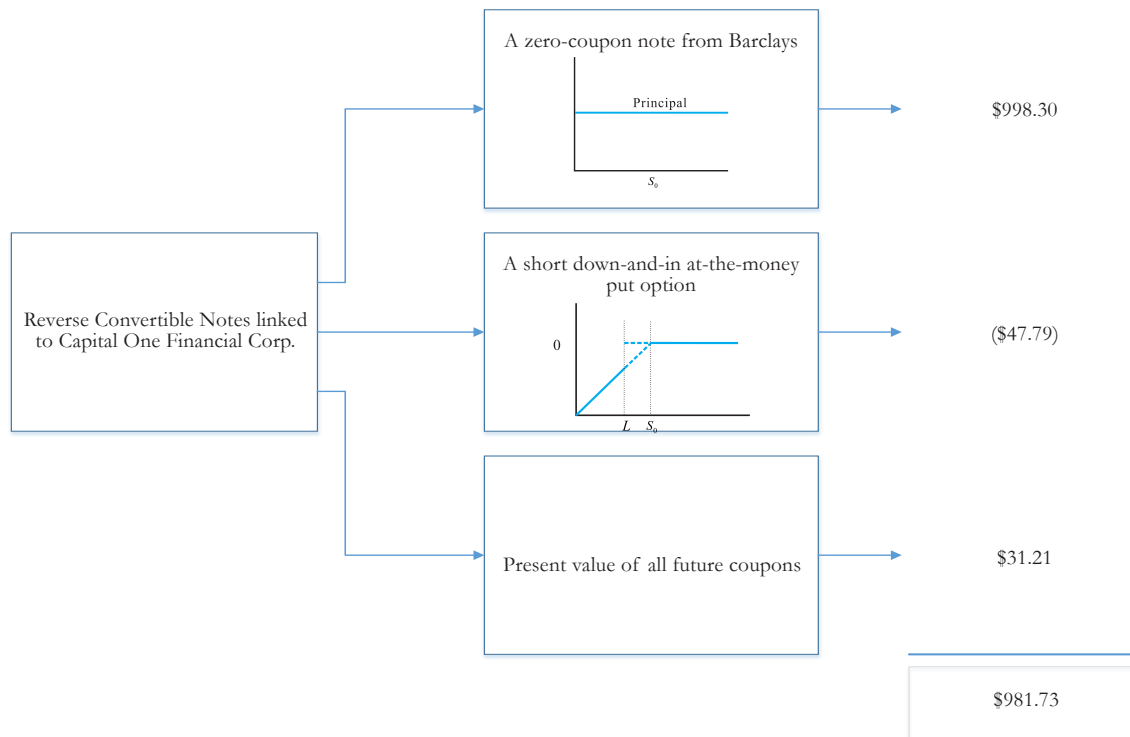 A zero-coupon note from Barclays
Principal
S₀
$998.30
Reverse Convertible Notes linked
to Capital One Financial Corp.
A short down-and-in at-the-money
put option
0
L S₀
($47.79)
Present value of all future coupons
$31.21
$981.73